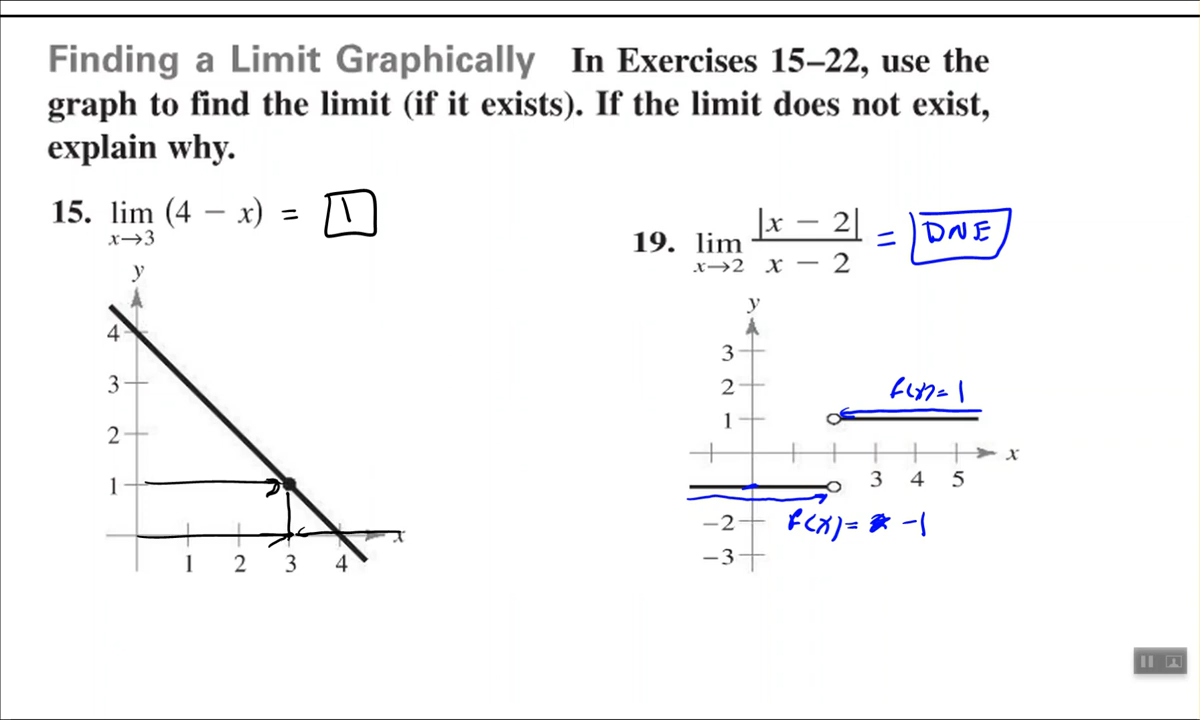 Finding a Limit Graphically In Exercises 15–22, use the
graph to find the limit (if it exists). If the limit does not exist,
explain why.
15. lim (4 − x) = 1
x→3
y
4
3
2
1
x
1 2 3 4
19. lim |x − 2| / x − 2 = DNE
x→2
y
3
2
1
f(x)= 1
x
3 4 5
−2
f(x)= -1
−3